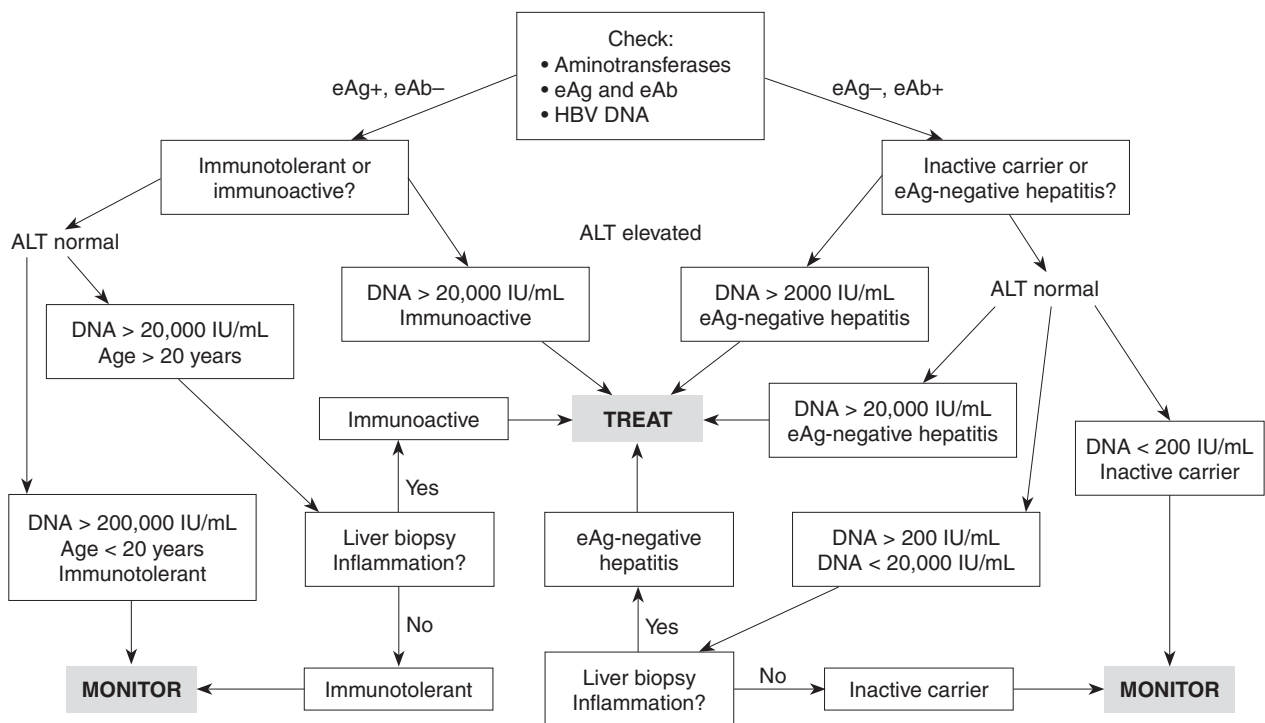 Check:
• Aminotransferases
• eAg and eAb
• HBV DNA
eAg+, eAb–
eAg–, eAb+
Immunotolerant or
immunoactive?
Inactive carrier or
eAg-negative hepatitis?
ALT normal
ALT elevated
DNA > 20,000 IU/mL
Immunoactive
DNA > 2000 IU/mL
eAg-negative hepatitis
ALT normal
DNA > 20,000 IU/mL
Age > 20 years
Immunoactive
TREAT
DNA > 20,000 IU/mL
eAg-negative hepatitis
DNA < 200 IU/mL
Inactive carrier
Yes
DNA > 200,000 IU/mL
Age < 20 years
Immunotolerant
Liver biopsy
Inflammation?
eAg-negative
hepatitis
DNA > 200 IU/mL
DNA < 20,000 IU/mL
No
Yes
MONITOR
Immunotolerant
Liver biopsy
Inflammation?
No
Inactive carrier
MONITOR